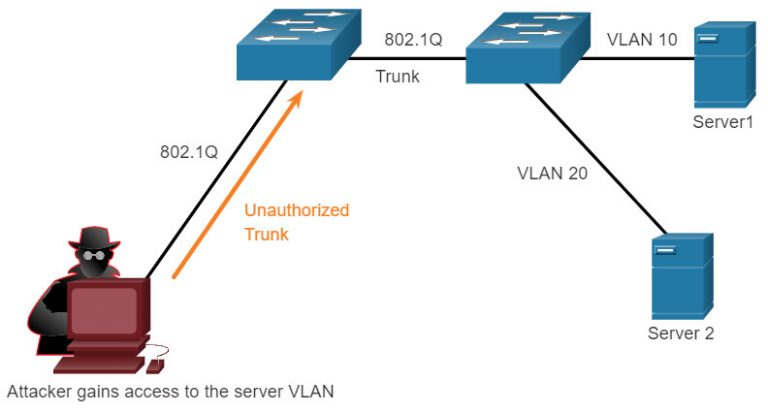 802.1Q
Trunk
VLAN 10
Server1
802.1Q
VLAN 20
Unauthorized
Trunk
Server 2
Attacker gains access to the server VLAN